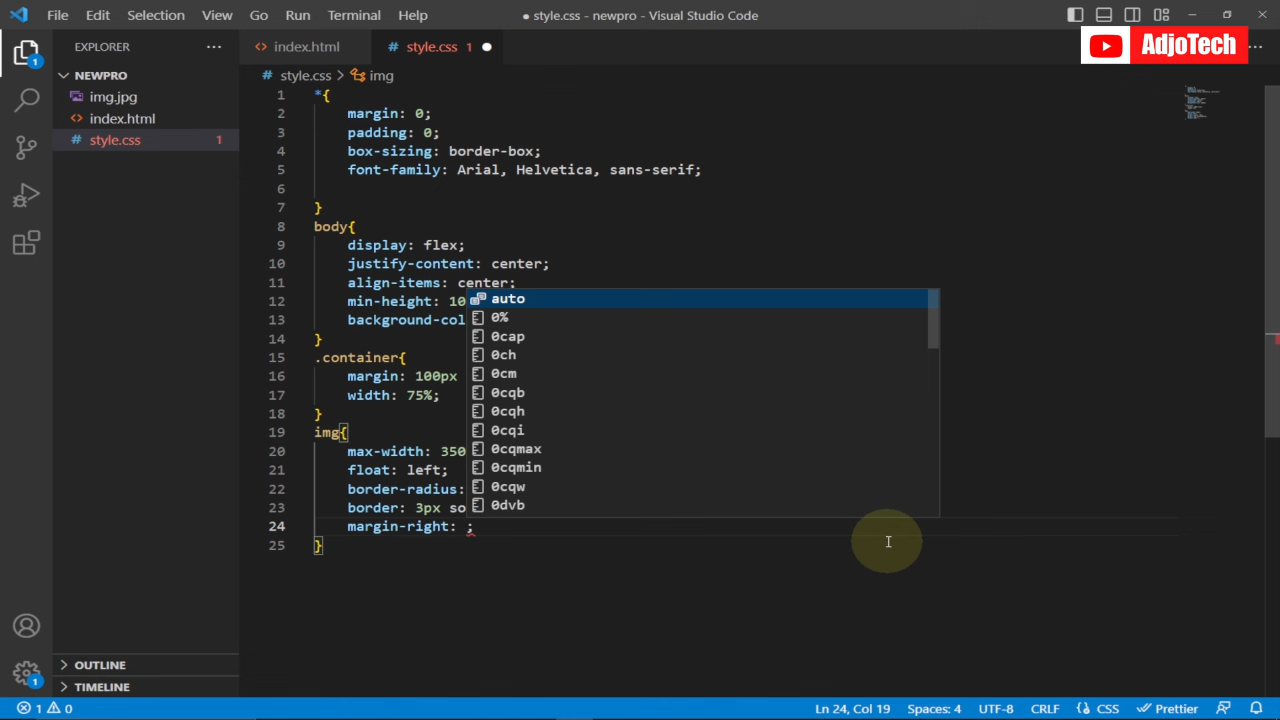 File Edit Selection View Go Run Terminal Help
● style.css - newpro - Visual Studio Code
AdjoTech
EXPLORER
index.html
style.css 1
NEWPRO
img.jpg
index.html
style.css 1
style.css > img
1 *{
2 margin: 0;
3 padding: 0;
4 box-sizing: border-box;
5 font-family: Arial, Helvetica, sans-serif;
6
7 }
8 body{
9 display: flex;
10 justify-content: center;
11 align-items: center;
12 min-height: 10
13 background-col
14 }
15 .container{
16 margin: 100px
17 width: 75%;
18 }
19 img{
20 max-width: 350
21 float: left;
22 border-radius:
23 border: 3px so
24 margin-right: ;
25 }
auto
0%
0cap
0ch
0cm
0cqb
0cqh
0cqi
0cqmax
0cqmin
0cqw
0dvb
1
1
OUTLINE
TIMELINE
1 0
Ln 24, Col 19 Spaces: 4 UTF-8 CRLF CSS Prettier